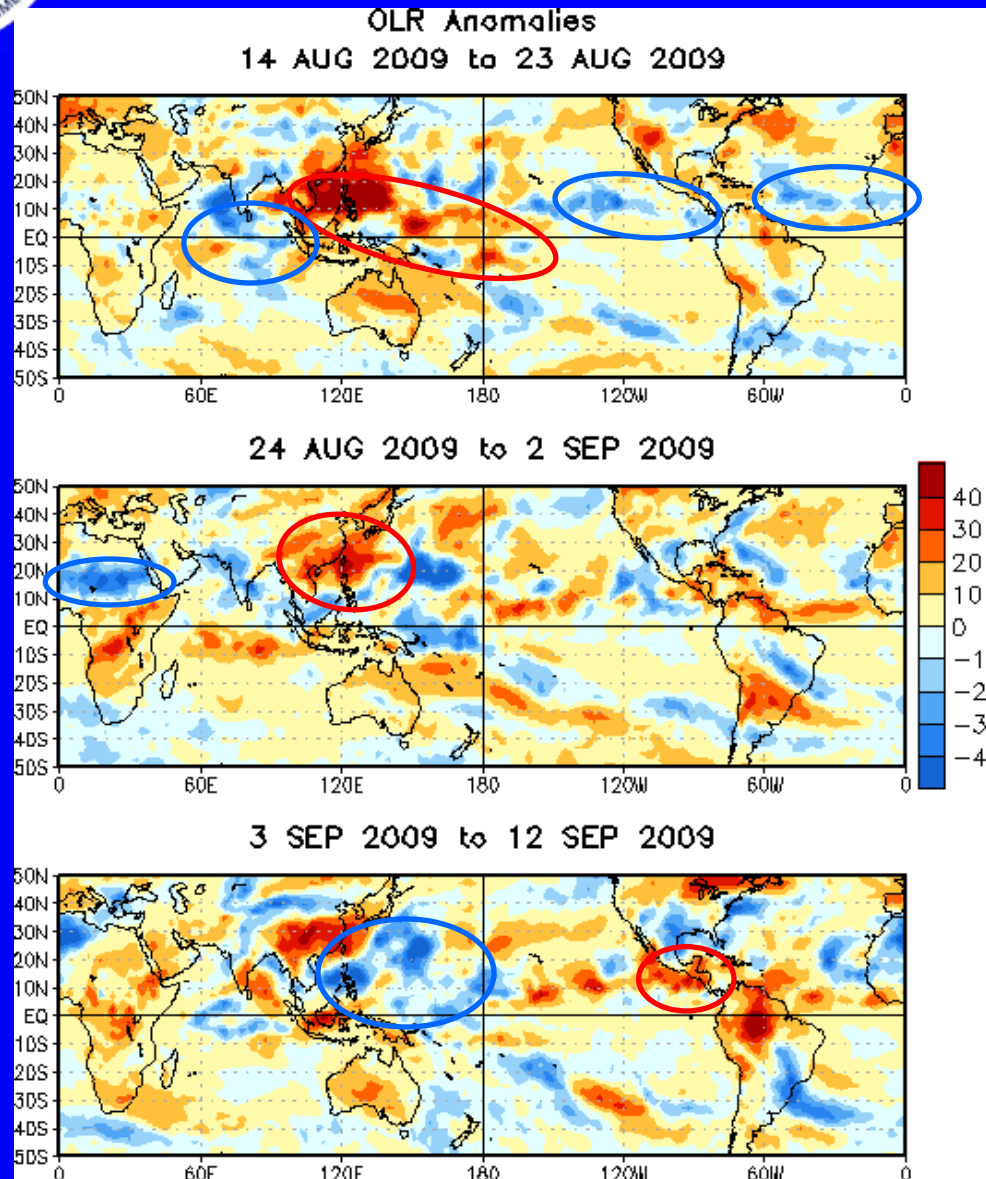 OLR Anomalies
14 AUG 2009 to 23 AUG 2009
50N
40N
30N
20N
10N
EQ
10S
20S
30S
40S
50S
0 60E 120E 180 120W 60W 0
24 AUG 2009 to 2 SEP 2009
50N
40N
30N
20N
10N
EQ
10S
20S
30S
40S
50S
0 60E 120E 180 120W 60W 0
40
30
20
10
0
-1
-2
-3
-4
3 SEP 2009 to 12 SEP 2009
50N
40N
30N
20N
10N
EQ
10S
20S
30S
40S
50S
0 60E 120E 180 120W 60W 0